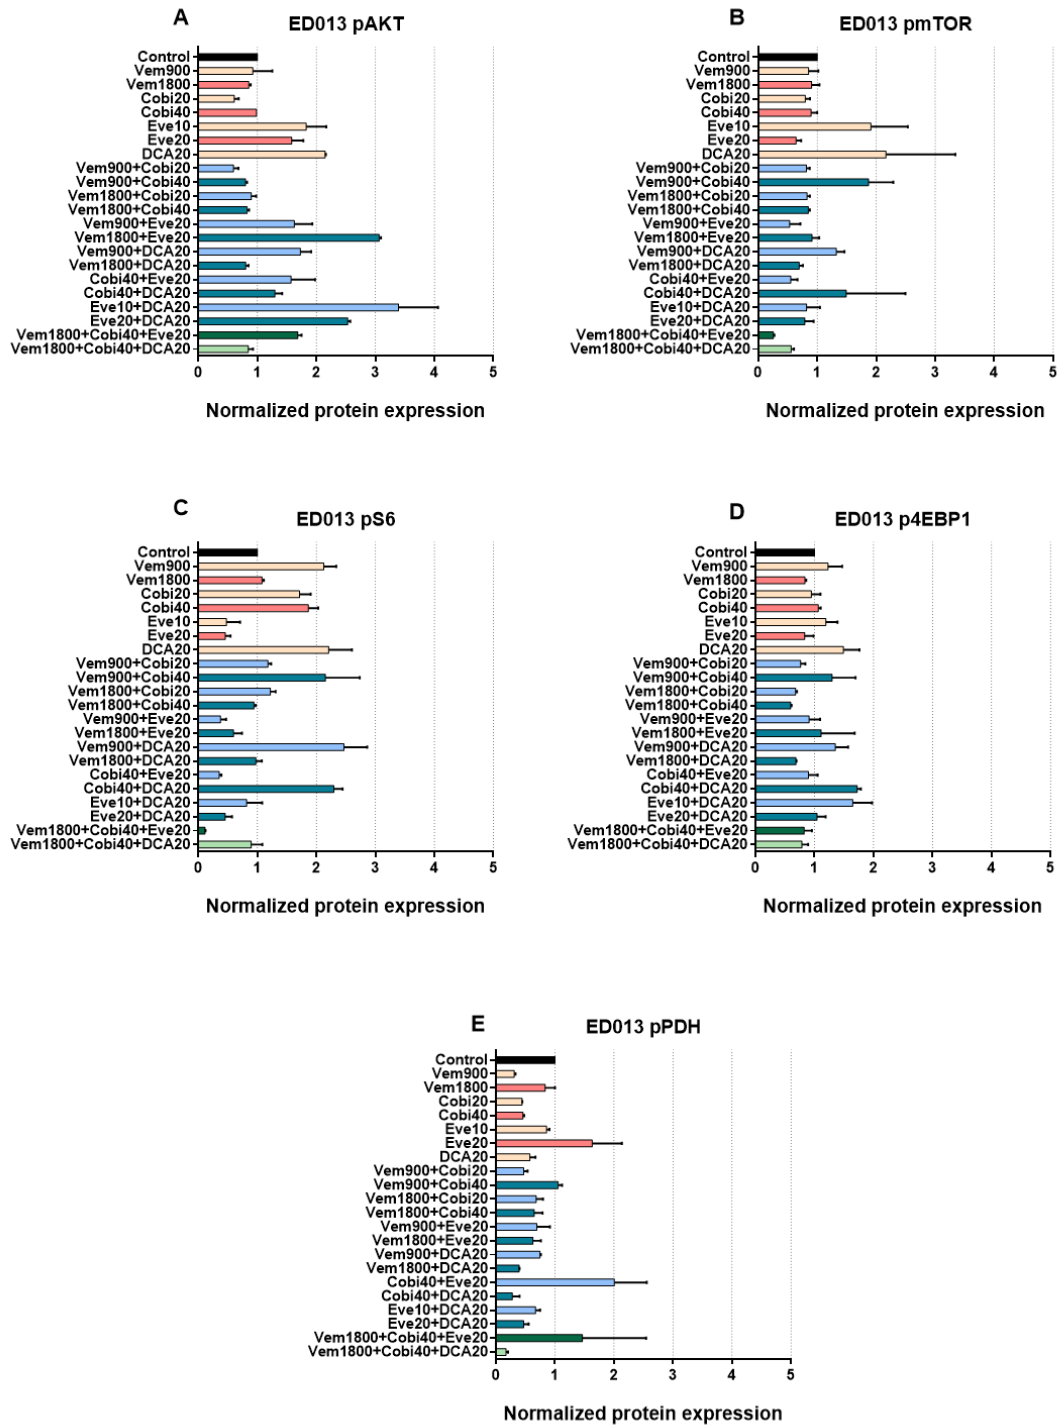 A
ED013 pAKT
Control
Vem900
Vem1800
Cobi20
Cobi40
Eve10
Eve20
DCA20
Vem900+Cobi20
Vem900+Cobi40
Vem1800+Cobi20
Vem1800+Cobi40
Vem900+Eve20
Vem1800+Eve20
Vem900+DCA20
Vem1800+DCA20
Cobi40+Eve20
Cobi40+DCA20
Eve10+DCA20
Eve20+DCA20
Vem1800+Cobi40+Eve20
Vem1800+Cobi40+DCA20
0 1 2 3 4 5
Normalized protein expression
B
ED013 pmTOR
Control
Vem900
Vem1800
Cobi20
Cobi40
Eve10
Eve20
DCA20
Vem900+Cobi20
Vem900+Cobi40
Vem1800+Cobi20
Vem1800+Cobi40
Vem900+Eve20
Vem1800+Eve20
Vem900+DCA20
Vem1800+DCA20
Cobi40+Eve20
Cobi40+DCA20
Eve10+DCA20
Eve20+DCA20
Vem1800+Cobi40+Eve20
Vem1800+Cobi40+DCA20
0 1 2 3 4 5
Normalized protein expression
C
ED013 pS6
Control
Vem900
Vem1800
Cobi20
Cobi40
Eve10
Eve20
DCA20
Vem900+Cobi20
Vem900+Cobi40
Vem1800+Cobi20
Vem1800+Cobi40
Vem900+Eve20
Vem1800+Eve20
Vem900+DCA20
Vem1800+DCA20
Cobi40+Eve20
Cobi40+DCA20
Eve10+DCA20
Eve20+DCA20
Vem1800+Cobi40+Eve20
Vem1800+Cobi40+DCA20
0 1 2 3 4 5
Normalized protein expression
D
ED013 p4EBP1
Control
Vem900
Vem1800
Cobi20
Cobi40
Eve10
Eve20
DCA20
Vem900+Cobi20
Vem900+Cobi40
Vem1800+Cobi20
Vem1800+Cobi40
Vem900+Eve20
Vem1800+Eve20
Vem900+DCA20
Vem1800+DCA20
Cobi40+Eve20
Cobi40+DCA20
Eve10+DCA20
Eve20+DCA20
Vem1800+Cobi40+Eve20
Vem1800+Cobi40+DCA20
0 1 2 3 4 5
Normalized protein expression
E
ED013 pPDH
Control
Vem900
Vem1800
Cobi20
Cobi40
Eve10
Eve20
DCA20
Vem900+Cobi20
Vem900+Cobi40
Vem1800+Cobi20
Vem1800+Cobi40
Vem900+Eve20
Vem1800+Eve20
Vem900+DCA20
Vem1800+DCA20
Cobi40+Eve20
Cobi40+DCA20
Eve10+DCA20
Eve20+DCA20
Vem1800+Cobi40+Eve20
Vem1800+Cobi40+DCA20
0 1 2 3 4 5
Normalized protein expression